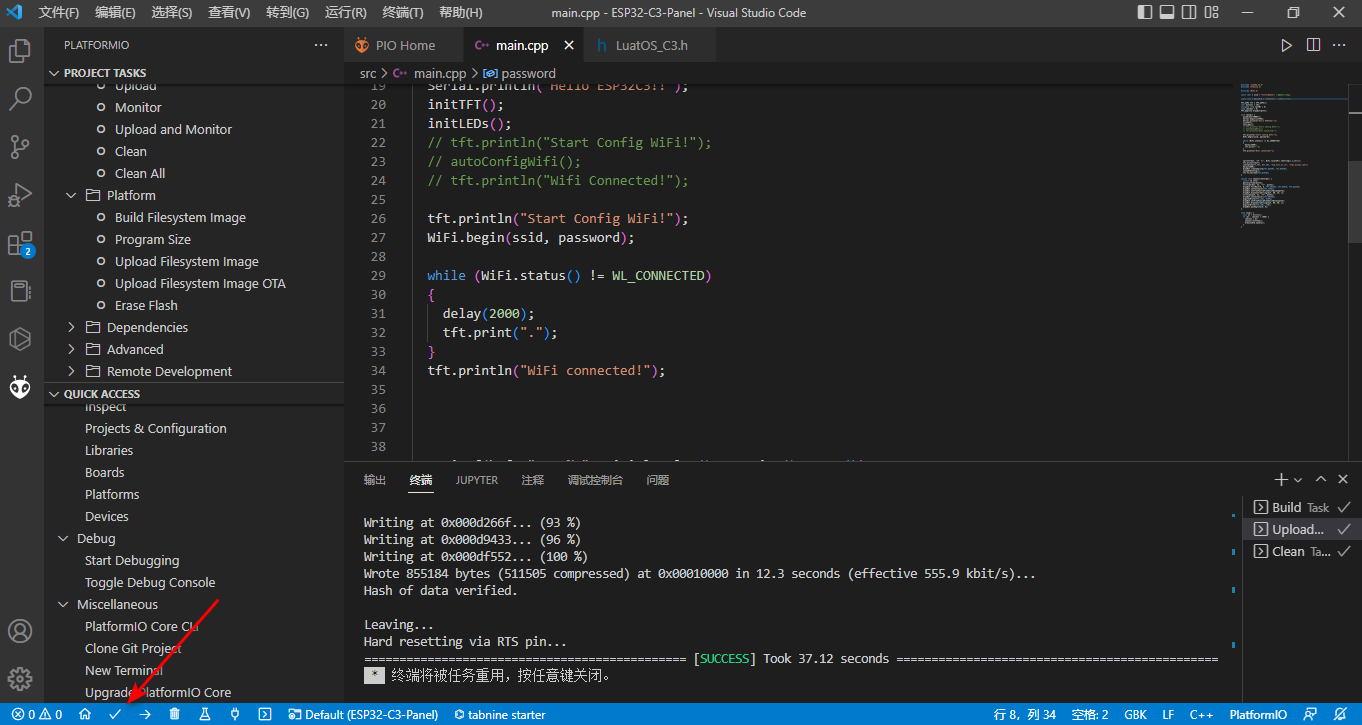 文件(F) 编辑(E) 选择(S) 查看(V) 转到(G) 运行(R) 终端(T) 帮助(H) main.cpp - ESP32-C3-Panel - Visual Studio Code
PLATFORMIO
PROJECT TASKS
Upload
Monitor
Upload and Monitor
Clean
Clean All
Platform
Build Filesystem Image
Program Size
Upload Filesystem Image
Upload Filesystem Image OTA
Erase Flash
Dependencies
Advanced
Remote Development
QUICK ACCESS
Inspect
Projects & Configuration
Libraries
Boards
Platforms
Devices
Debug
Start Debugging
Toggle Debug Console
Miscellaneous
PlatformIO Core CLI
Clone Git Project
New Terminal
Upgrade PlatformIO Core
2
PIO Home main.cpp LuatOS_C3.h
src > main.cpp > password
19 Serial.println("Hello ESP32C3!!");
20 initTFT();
21 initLEDs();
22 // tft.println("Start Config WiFi!");
23 // autoConfigWifi();
24 // tft.println("Wifi Connected!");
25
26 tft.println("Start Config WiFi!");
27 WiFi.begin(ssid, password);
28
29 while (WiFi.status() != WL_CONNECTED)
30 {
31 delay(2000);
32 tft.print(".");
33 }
34 tft.println("WiFi connected!");
35
36
37
38
输出 终端 JUPYTER 注释 调试控制台 问题
Writing at 0x000d266f... (93 %)
Writing at 0x000d9433... (96 %)
Writing at 0x000df552... (100 %)
Wrote 855184 bytes (511505 compressed) at 0x00010000 in 12.3 seconds (effective 555.9 kbit/s)...
Hash of data verified.
Leaving...
Hard resetting via RTS pin...
============================================== [SUCCESS] Took 37.12 seconds ==============================================
* 终端将被任务重用，按任意键关闭。
Build Task
Upload...
Clean Ta...
0 0 Default (ESP32-C3-Panel) tabnine starter 行 8，列 34 空格: 2 GBK LF C++ PlatformIO